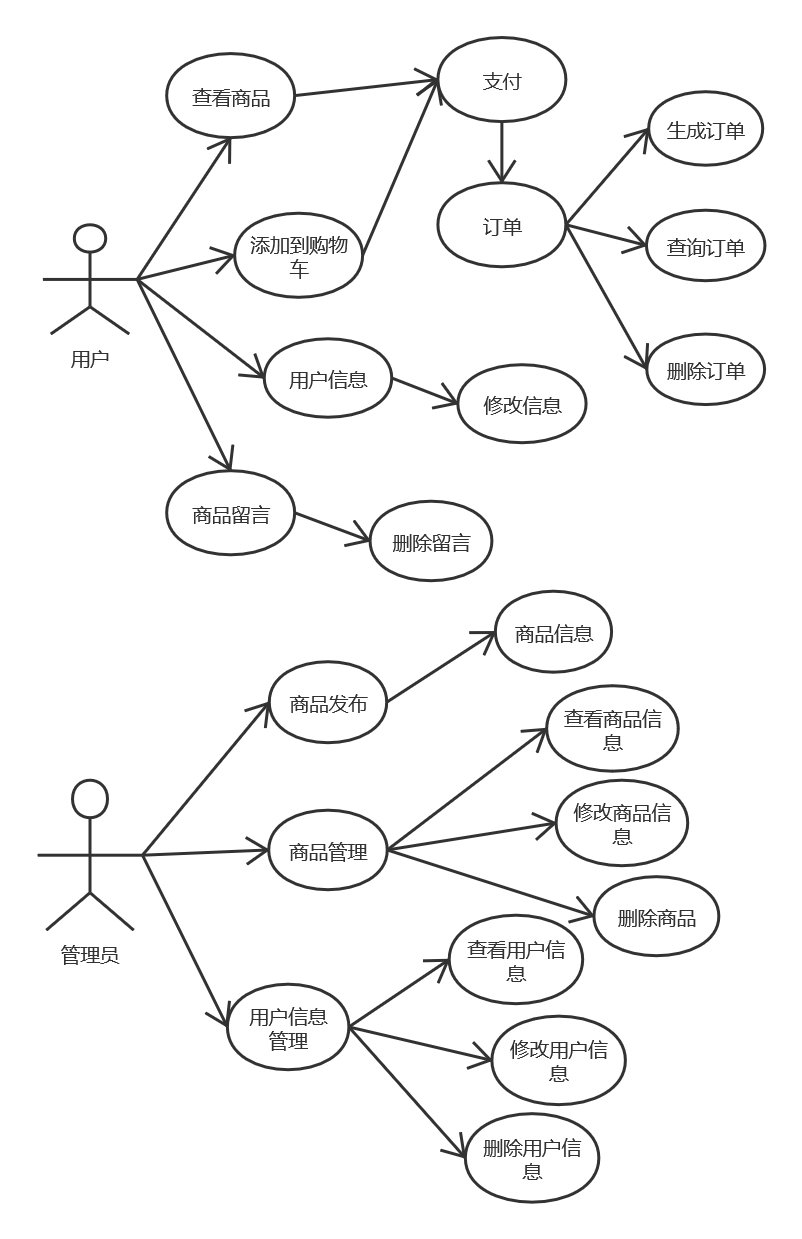 查看商品
支付
生成订单
订单
查询订单
添加到购物
车
用户
用户信息
删除订单
修改信息
商品留言
删除留言
商品信息
商品发布
查看商品信
息
修改商品信
息
商品管理
删除商品
管理员
查看用户信
息
用户信息
管理
修改用户信
息
删除用户信
息